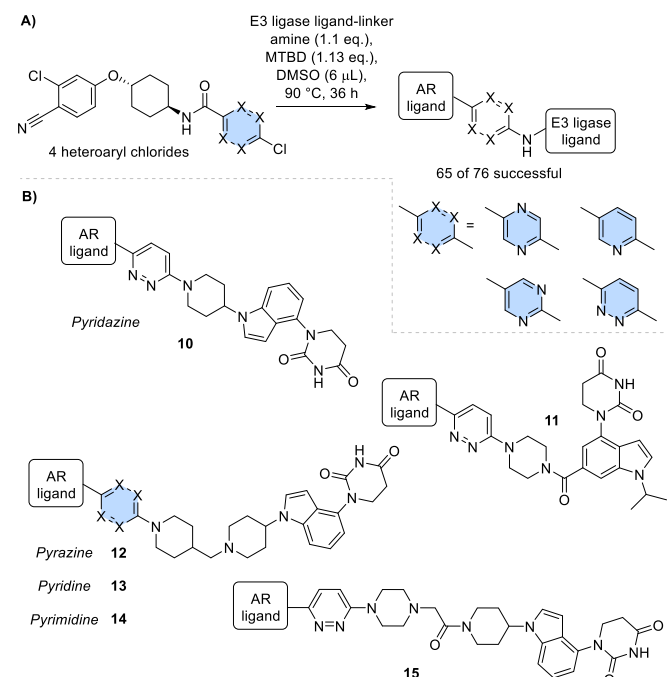 A)
E3 ligase ligand-linker
amine (1.1 eq.),
MTBD (1.13 eq.),
DMSO (6 µL),
90 °C, 36 h
Cl
O
O
N
N
H
X
X
X
X
Cl
4 heteroaryl chlorides
AR
ligand
X
X
X
X
N
H
E3 ligase
ligand
65 of 76 successful
B)
AR
ligand
N
N
N
N
N
O
NH
O
Pyridazine
10
X
X
X
X
=
N
N
N
N
N
N
N
AR
ligand
N
N
N
N
O
N
N
O
NH
O
11
AR
ligand
X
X
X
X
N
N
N
N
O
NH
O
Pyrazine 12
Pyridine 13
Pyrimidine 14
AR
ligand
N
N
N
N
O
N
N
N
O
NH
O
15